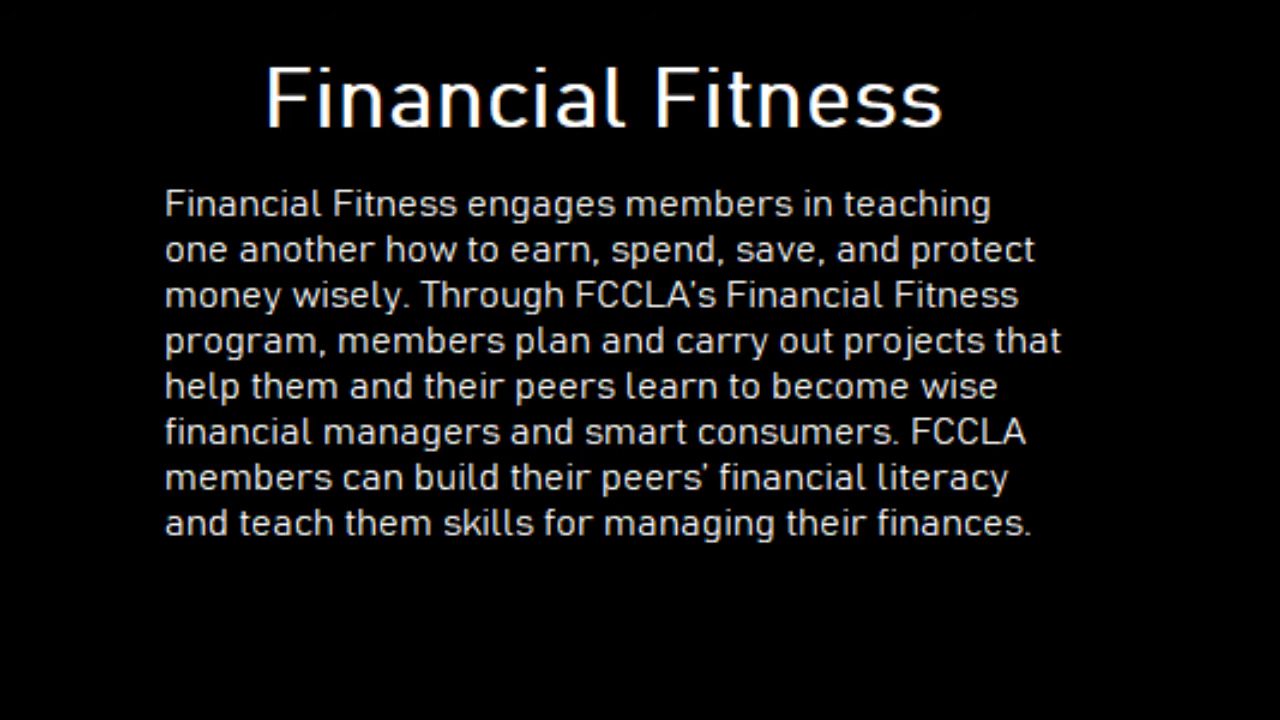 Financial Fitness
Financial Fitness engages members in teaching
one another how to earn, spend, save, and protect
money wisely. Through FCCLA's Financial Fitness
program, members plan and carry out projects that
help them and their peers learn to become wise
financial managers and smart consumers. FCCLA
members can build their peers' financial literacy
and teach them skills for managing their finances.